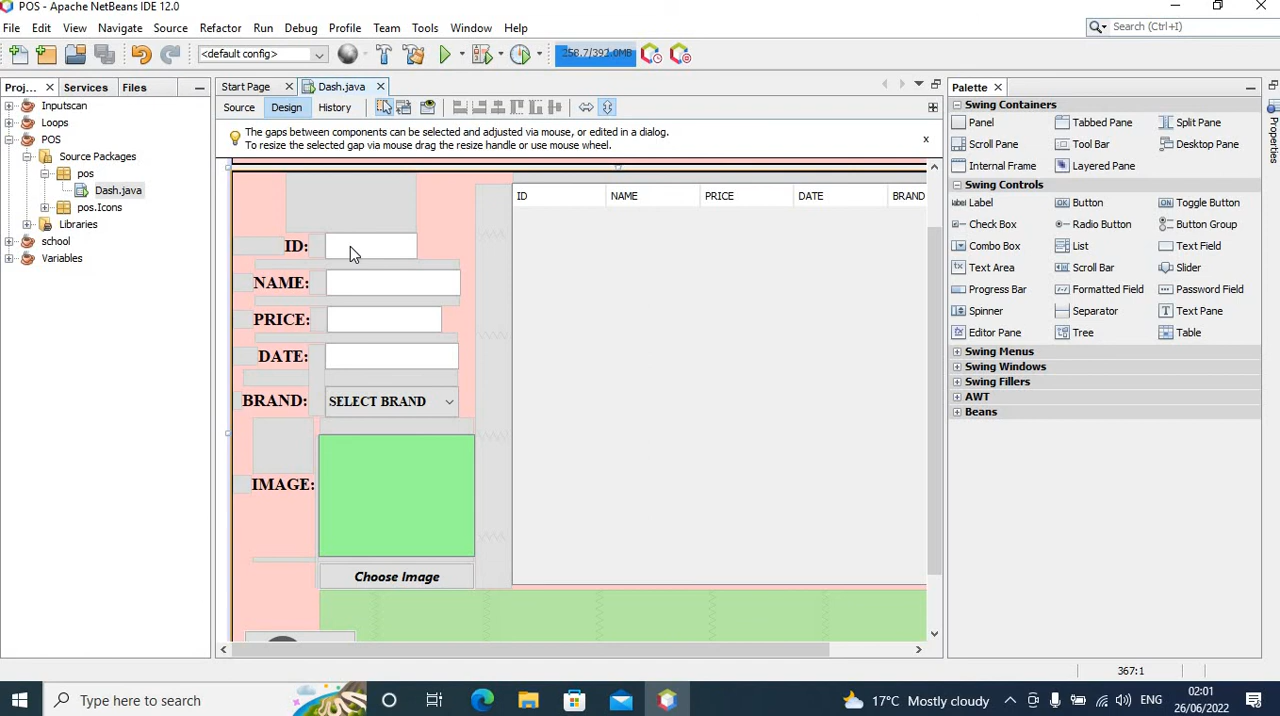 POS - Apache NetBeans IDE 12.0
File Edit View Navigate Source Refactor Run Debug Profile Team Tools Window Help
Search (Ctrl+I)
<default config>
258.7/392.0MB
Proj... Services Files
Start Page Dash.java
Palette
Source Design History
Inputscan
Loops
POS
Source Packages
pos
Dash.java
pos.Icons
Libraries
school
Variables
The gaps between components can be selected and adjusted via mouse, or edited in a dialog.
To resize the selected gap via mouse drag the resize handle or use mouse wheel.
ID:
NAME:
PRICE:
DATE:
BRAND:
SELECT BRAND
IMAGE:
Choose Image
ID NAME PRICE DATE BRAND
Swing Containers
Panel Tabbed Pane Split Pane
Scroll Pane Tool Bar Desktop Pane
Internal Frame Layered Pane
Swing Controls
Label Button Toggle Button
Check Box Radio Button Button Group
Combo Box List Text Field
Text Area Scroll Bar Slider
Progress Bar Formatted Field Password Field
Spinner Separator Text Pane
Editor Pane Tree Table
Swing Menus
Swing Windows
Swing Fillers
AWT
Beans
Properties
367:1
Type here to search
17°C Mostly cloudy
ENG
02:01
26/06/2022